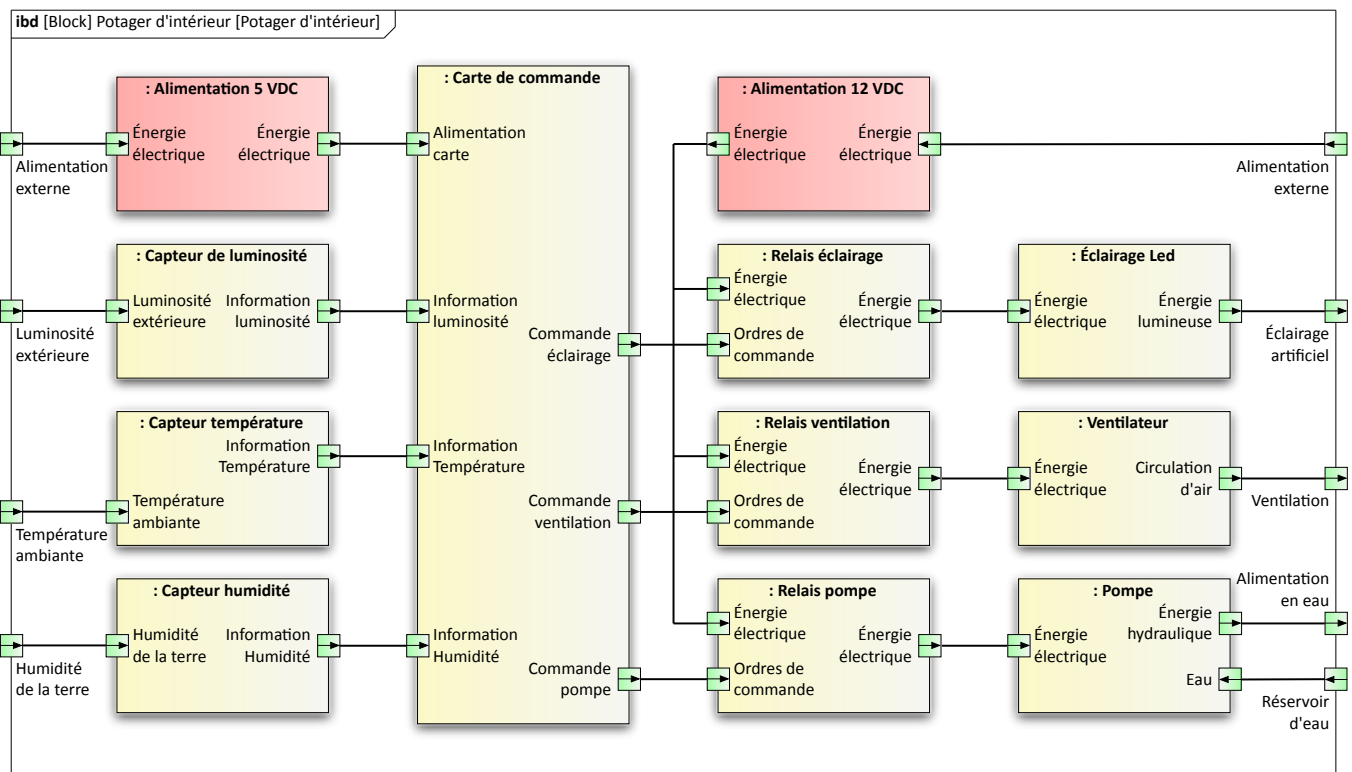 ibd [Block] Potager d'intérieur [Potager d'intérieur]
: Alimentation 5 VDC
Énergie
électrique
Énergie
électrique
Alimentation
externe
: Capteur de luminosité
Luminosité
extérieure
Information
luminosité
Luminosité
extérieure
: Capteur température
Information
Température
Température
ambiante
Température
ambiante
: Capteur humidité
Humidité
de la terre
Information
Humidité
Humidité
de la terre
: Carte de commande
Alimentation
carte
Information
luminosité
Commande
éclairage
Information
Température
Commande
ventilation
Information
Humidité
Commande
pompe
: Alimentation 12 VDC
Énergie
électrique
Énergie
électrique
Alimentation
externe
: Relais éclairage
Énergie
électrique
Énergie
électrique
Ordres de
commande
: Éclairage Led
Énergie
électrique
Énergie
lumineuse
Éclairage
artificiel
: Relais ventilation
Énergie
électrique
Énergie
électrique
Ordres de
commande
: Ventilateur
Énergie
électrique
Circulation
d'air
Ventilation
: Relais pompe
Énergie
électrique
Énergie
électrique
Ordres de
commande
: Pompe
Énergie
hydraulique
Énergie
électrique
Eau
Alimentation
en eau
Réservoir
d'eau